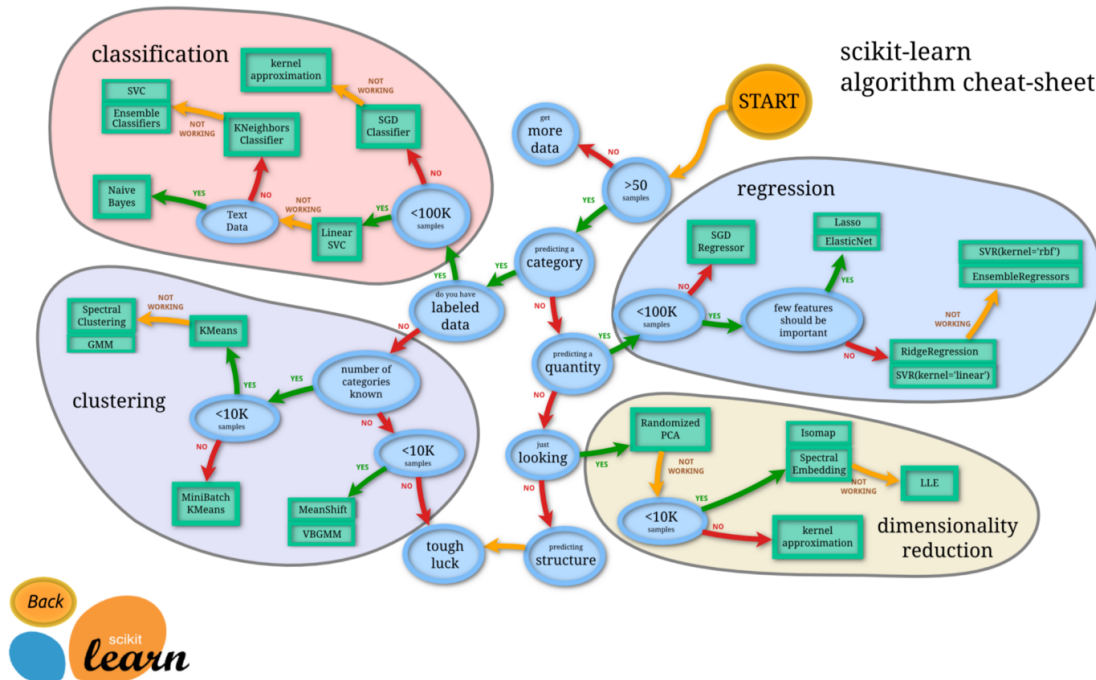 scikit-learn
algorithm cheat-sheet
START
classification
kernel
approximation
NOT
WORKING
SVC
Ensemble
Classifiers
NOT
WORKING
KNeighbors
Classifier
SGD
Classifier
NO
NO
Naive
Bayes
YES
Text
Data
NOT
WORKING
Linear
SVC
YES
<100K
samples
YES
get
more
data
NO
>50
samples
YES
predicting a
category
YES
NO
do you have
labeled
data
NO
predicting a
quantity
YES
NO
just
looking
YES
NO
predicting
structure
tough
luck
regression
SGD
Regressor
NO
<100K
samples
YES
Lasso
ElasticNet
YES
few features
should be
important
NO
SVR(kernel='rbf')
EnsembleRegressors
NOT
WORKING
RidgeRegression
SVR(kernel='linear')
clustering
Spectral
Clustering
GMM
NOT
WORKING
KMeans
YES
<10K
samples
NO
MiniBatch
KMeans
YES
number of
categories
known
NO
<10K
samples
YES
NO
MeanShift
VBGMM
dimensionality
reduction
Randomized
PCA
NOT
WORKING
<10K
samples
YES
NO
Isomap
Spectral
Embedding
NOT
WORKING
LLE
kernel
approximation
Back
scikit
learn